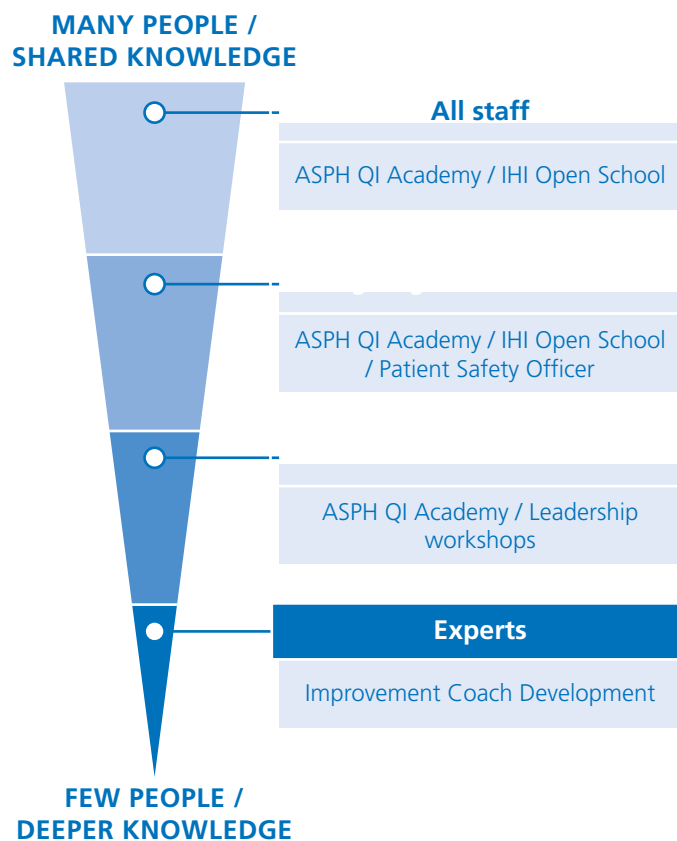 MANY PEOPLE /
SHARED KNOWLEDGE
All staff
ASPH QI Academy / IHI Open School
ASPH QI Academy / IHI Open School
/ Patient Safety Officer
ASPH QI Academy / Leadership
workshops
Experts
Improvement Coach Development
FEW PEOPLE /
DEEPER KNOWLEDGE